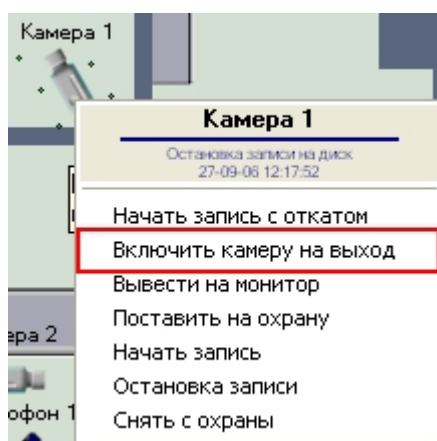 Камера 1
Камера 1
Остановка записи на диск
27-09-06 12:17:52
Начать запись с откатом
Включить камеру на выход
Вывести на монитор
Поставить на охрану
ера 2
Начать запись
Остановка записи
офон 1
Снять с охраны